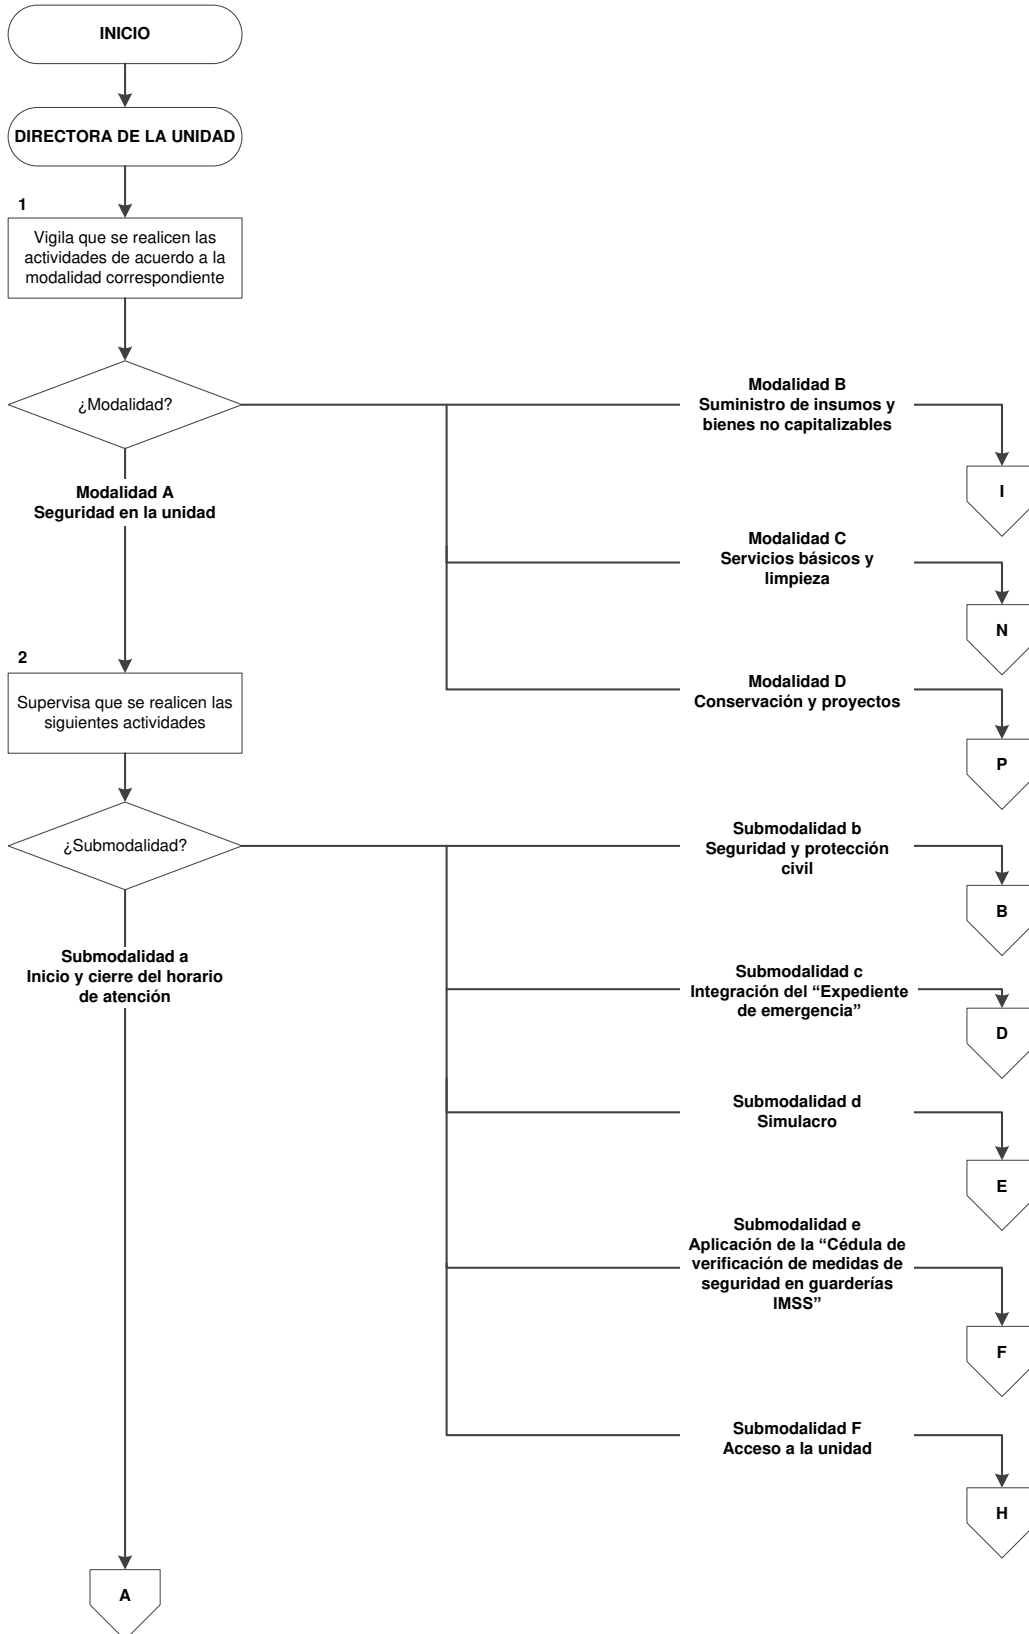 INICIO
DIRECTORA DE LA UNIDAD
1
Vigila que se realicen las
actividades de acuerdo a la
modalidad correspondiente
¿Modalidad?
Modalidad B
Suministro de insumos y
bienes no capitalizables
I
Modalidad A
Seguridad en la unidad
Modalidad C
Servicios básicos y
limpieza
N
2
Supervisa que se realicen las
siguientes actividades
Modalidad D
Conservación y proyectos
P
¿Submodalidad?
Submodalidad b
Seguridad y protección
civil
B
Submodalidad a
Inicio y cierre del horario
de atención
Submodalidad c
Integración del “Expediente
de emergencia”
D
Submodalidad d
Simulacro
E
Submodalidad e
Aplicación de la “Cédula de
verificación de medidas de
seguridad en guarderías
IMSS”
F
Submodalidad F
Acceso a la unidad
H
A